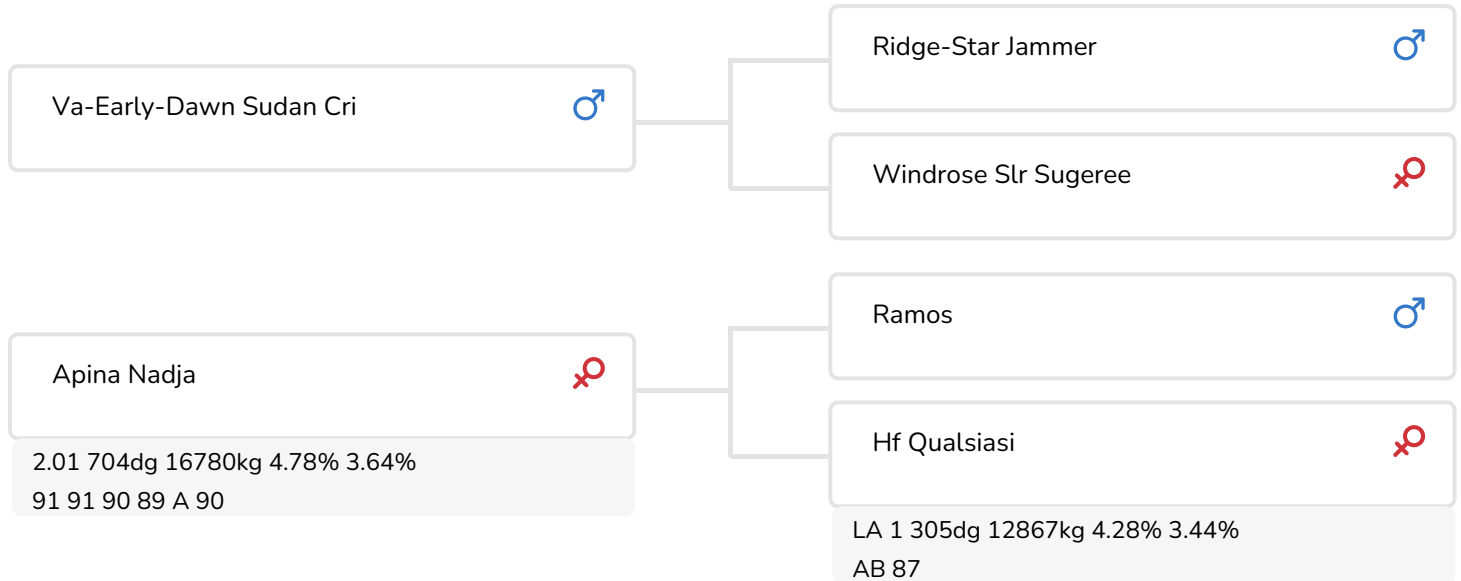 Va-Early-Dawn Sudan Cri
Ridge-Star Jammer
Windrose Slr Sugeree
Apina Nadja
2.01 704dg 16780kg 4.78% 3.64%
91 91 90 89 A 90
Ramos
Hf Qualsiasi
LA 1 305dg 12867kg 4.28% 3.44%
AB 87